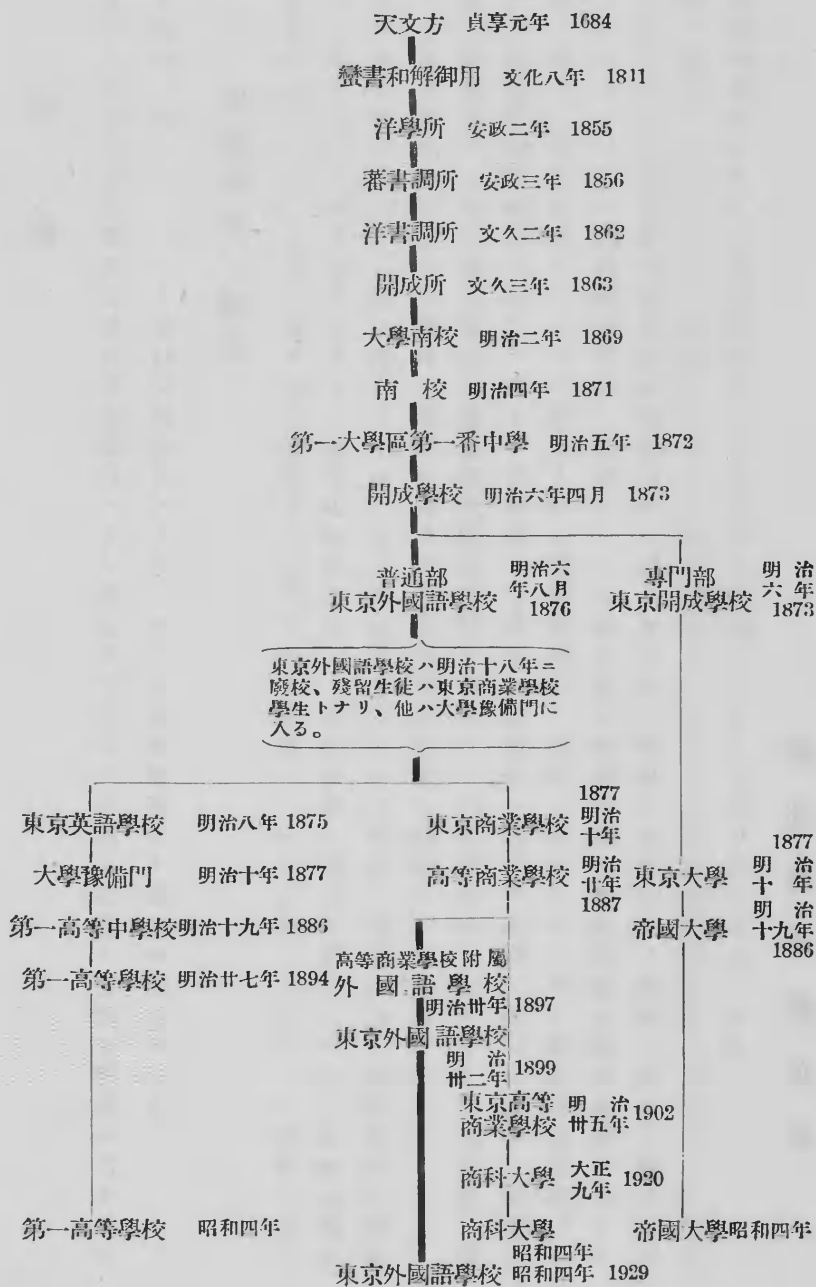 天文方 貞享元年 1684
蠻書和解御用 文化八年 1811
洋學所 安政二年 1855
蕃書調所 安政三年 1856
洋書調所 文久二年 1862
開成所 文久三年 1863
大學南校 明治二年 1869
南校 明治四年 1871
第一大學區第一番中學 明治五年 1872
開成學校 明治六年四月 1873
普通部
東京外國語學校
明治六
年八月
1876
專門部
東京開成學校
明治
六年
1873
東京外國語學校ハ明治十八年ニ
廢校、殘留生徒ハ東京商業學校
學生トナリ、他ハ大學豫備門に
入る。
東京英語學校 明治八年 1875
大學豫備門 明治十年 1877
第一高等中學校 明治十九年 1886
第一高等學校 明治廿七年 1894
第一高等學校 昭和四年
東京商業學校
1877
明治
十年
高等商業學校
明治
廿年
1887
高等商業學校附屬
外國語學校
明治卅年 1897
東京外國語學校
明治
卅二年
1899
東京高等
商業學校
明治
卅五年
1902
商科大學
大正
九年
1920
商科大學
昭和四年
東京外國語學校 昭和四年 1929
東京大學
1877
明治
十年
帝國大學
明治
十九年
1886
帝國大學 昭和四年